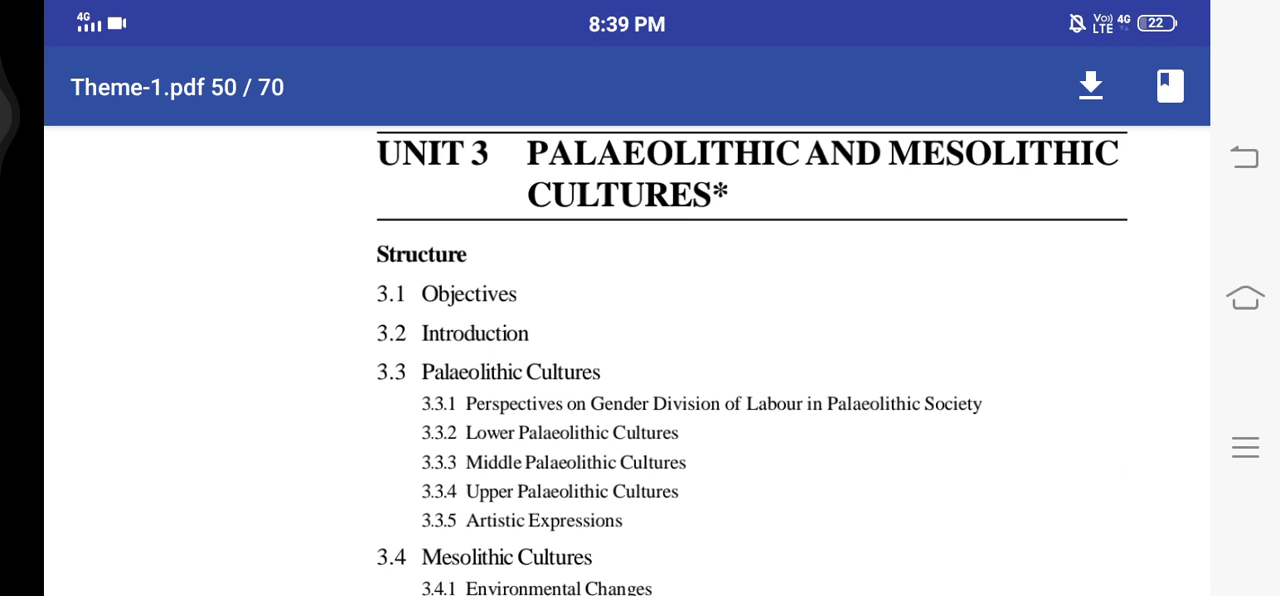 4G
8:39 PM
Vo)) LTE 4G 22
Theme-1.pdf 50 / 70
UNIT 3 PALAEOLITHIC AND MESOLITHIC
CULTURES*
Structure
3.1 Objectives
3.2 Introduction
3.3 Palaeolithic Cultures
3.3.1 Perspectives on Gender Division of Labour in Palaeolithic Society
3.3.2 Lower Palaeolithic Cultures
3.3.3 Middle Palaeolithic Cultures
3.3.4 Upper Palaeolithic Cultures
3.3.5 Artistic Expressions
3.4 Mesolithic Cultures
3.4.1 Environmental Changes